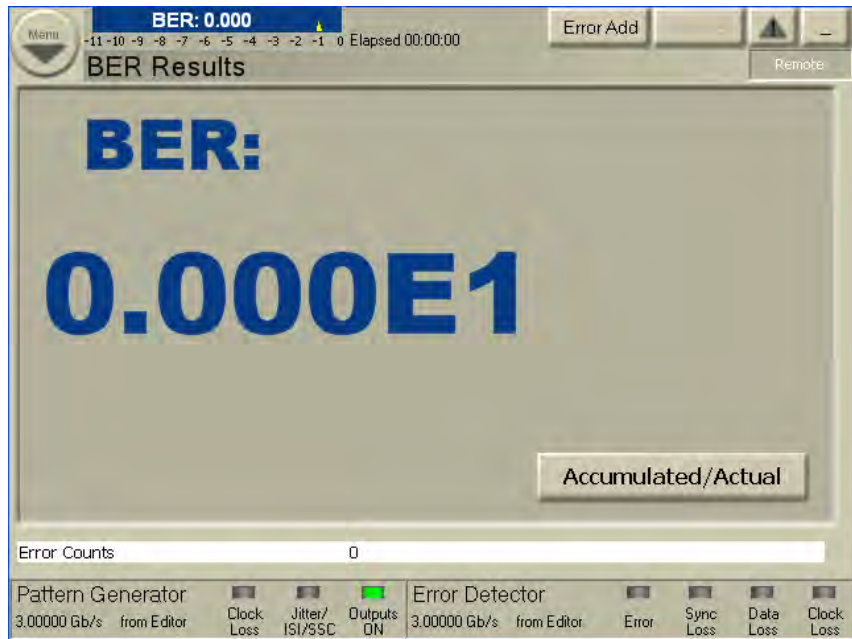 Menu
BER: 0.000
-11 -10 -9 -8 -7 -6 -5 -4 -3 -2 -1 0 Elapsed 00:00:00
Error Add
BER Results
Remote
BER:
0.000E1
Accumulated/Actual
Error Counts 0
Pattern Generator
3.00000 Gb/s from Editor
Clock Loss
Jitter/ ISI/SSC
Outputs ON
Error Detector
3.00000 Gb/s from Editor
Error
Sync Loss
Data Loss
Clock Loss